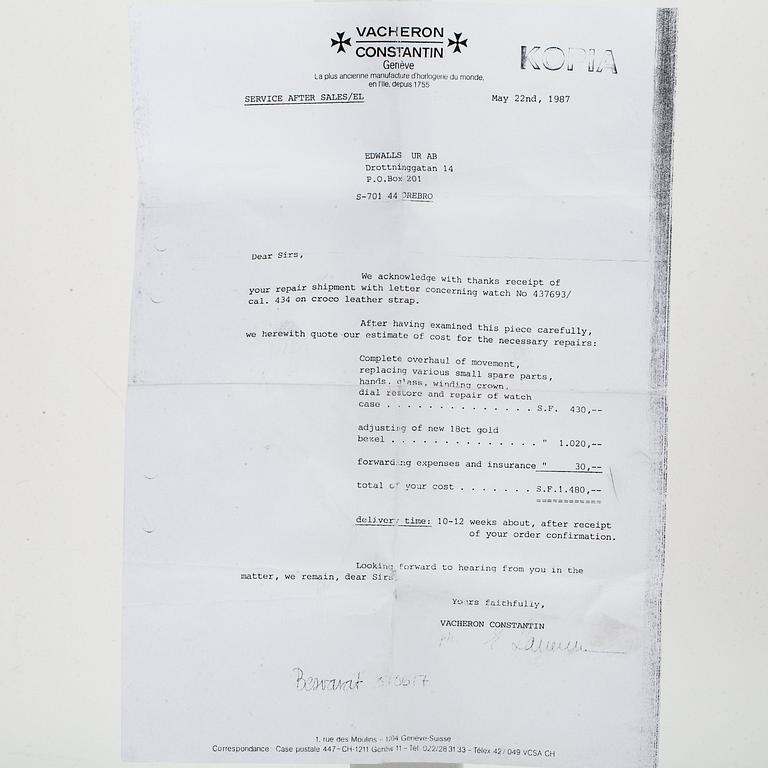 VACHERON
CONSTANTIN
Genève
KOPIA
La plus ancienne manufacture d'horlogerie du monde,
en l'Ile, depuis 1755
SERVICE AFTER SALES/EL May 22nd, 1987
EDWALLS UR AB
Drottninggatan 14
P.O.Box 201
S-701 44 OREBRO
Dear Sirs,
We acknowledge with thanks receipt of
your repair shipment with letter concerning watch No 437693/
cal. 434 on croco leather strap.
After having examined this piece carefully,
we herewith quote our estimate of cost for the necessary repairs:
Complete overhaul of movement,
replacing various small spare parts,
hands, glass, winding crown,
dial restore and repair of watch
case . . . . . . . . . . . . . . S.F. 430,--
adjusting of new 18ct gold
bezel . . . . . . . . . . . . . . " 1.020,--
forwarding expenses and insurance " 30,--
total of your cost . . . . . . . S.F.1.480,--
============
delivery time: 10-12 weeks about, after receipt
of your order confirmation.
Looking forward to hearing from you in the
matter, we remain, dear Sirs,
Yours faithfully,
VACHERON CONSTANTIN
Besvarat
1, rue des Moulins - 1204 Genève-Suisse
Correspondance: Case postale 447-CH-1211 Genève 11 - Tél. 022/28 31 33 - Télex 427 049 VCSA CH